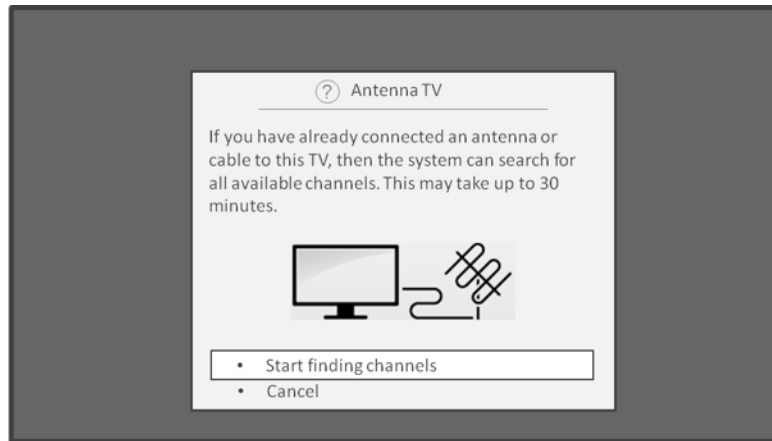 ? Antenna TV
If you have already connected an antenna or
cable to this TV, then the system can search for
all available channels. This may take up to 30
minutes.
• Start finding channels
• Cancel